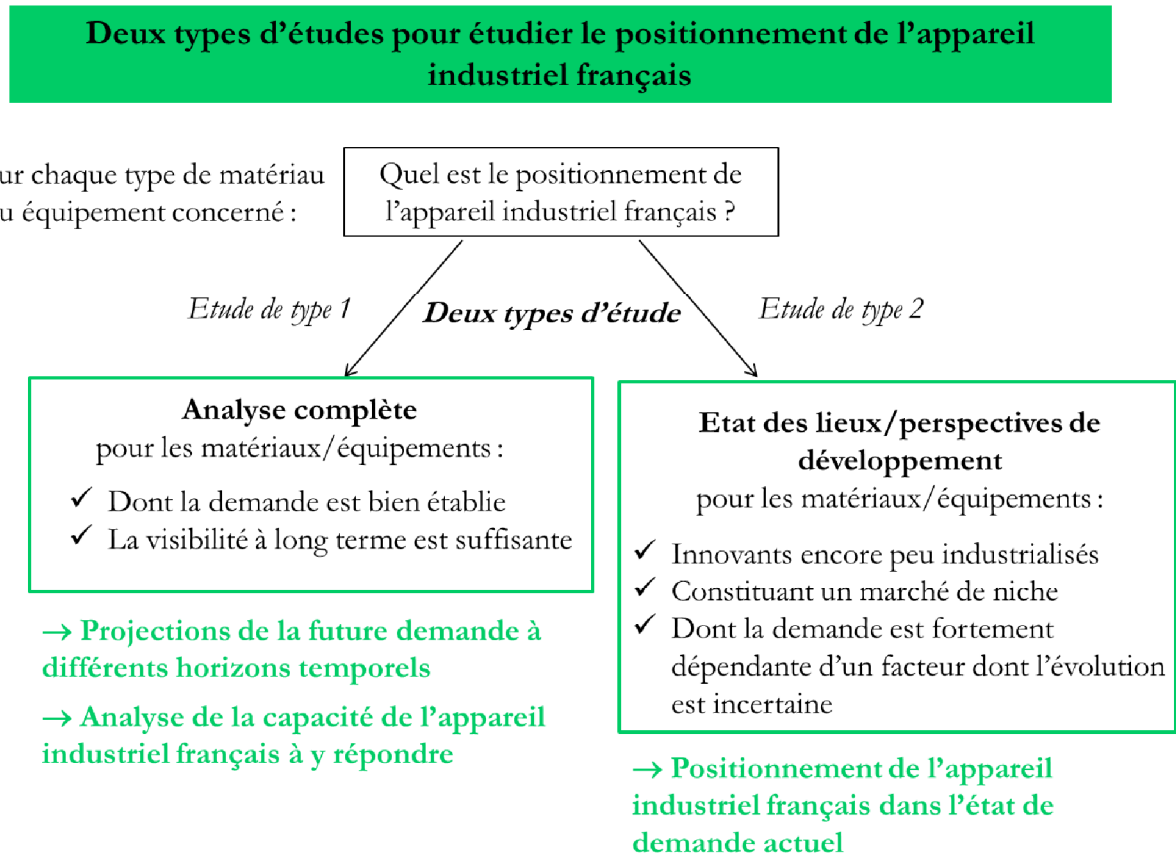 Deux types d’études pour étudier le positionnement de l’appareil
industriel français
ur chaque type de matériau
u équipement concerné :
Quel est le positionnement de
l’appareil industriel français ?
Etude de type 1
Deux types d’étude
Etude de type 2
Analyse complète
pour les matériaux/équipements :
✓ Dont la demande est bien établie
✓ La visibilité à long terme est suffisante
→ Projections de la future demande à
différents horizons temporels
→ Analyse de la capacité de l’appareil
industriel français à y répondre
Etat des lieux/perspectives de
développement
pour les matériaux/équipements :
✓ Innovants encore peu industrialisés
✓ Constituant un marché de niche
✓ Dont la demande est fortement
dépendante d’un facteur dont l’évolution
est incertaine
→ Positionnement de l’appareil
industriel français dans l’état de
demande actuel